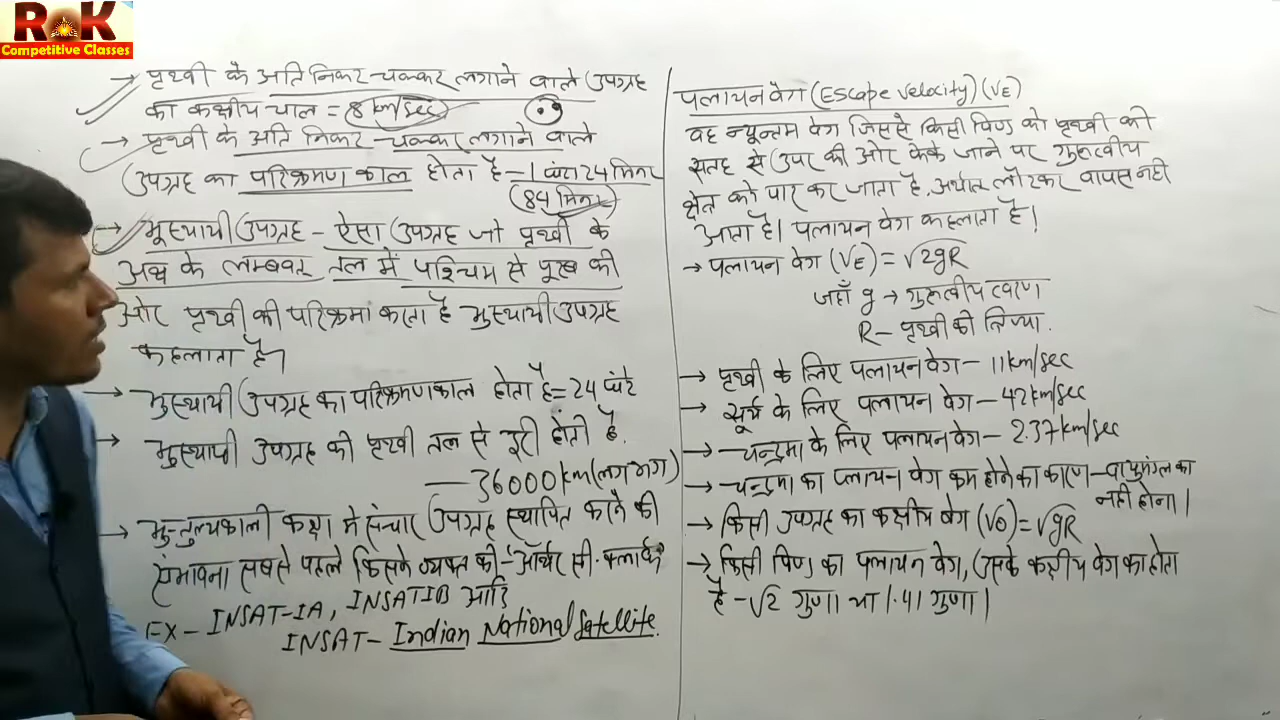 RK
Competitive Classes
→ पृथ्वी के अति निकट चक्कर लगाने वाले उपग्रह
का कक्षीय चाल = 8 km/sec
→ पृथ्वी के अति निकट चक्कर लगाने वाले
उपग्रह का परिक्रमण काल होता है – 1 घंटा 24 मिनट
(84 मिनट)
→ भूस्थायी उपग्रह – ऐसा उपग्रह जो पृथ्वी के
अक्ष के लम्बवत तल में पश्चिम से पूरब की
ओर पृथ्वी की परिक्रमा करता है भुस्थायी उपग्रह
कहलाता है।
→ भुस्थायी उपग्रह का परिक्रमणकाल होता है = 24 घंटे
→ भुस्थायी उपग्रह की पृथ्वी तल से दूरी होती है.
— 36000 km (लगभग)
→ भु-तुल्यकाली कक्षा में संचार उपग्रह स्थापित करने की
संभावना सबसे पहले किसने व्यक्त की – ऑर्थर सी. क्लार्क
EX – INSAT-IA, INSATIB आदि
INSAT – Indian National Satellite.
पलायन वेग (Escape Velocity) (VE)
वह न्यून्तम वेग जिससे किसी पिण्ड को पृथ्वी की
सतह से उपर की ओर फेंके जाने पर गुरुत्वीय
क्षेत्र को पार कर जाता है, अर्थात लौटकर वापस नही
आता है। पलायन वेग कहलाता है।
→ पलायन वेग (VE) = √2gR
जहाँ g → गुरुत्वीय त्वरण
R – पृथ्वी की त्रिज्या.
→ पृथ्वी के लिए पलायन वेग – 11 km/sec
→ सूर्य के लिए पलायन वेग – 42 km/sec
→ चन्द्रमा के लिए पलायन वेग – 2.37 km/sec
→ चन्द्रमा का प्लायन वेग कम होने का कारण – वायुमंडल का
नही होना।
→ किसी उपग्रह का कक्षीय वेग (Vo) = √gR
→ किसी पिण्ड का पलायन वेग, उसके कक्षीय वेग का होता
है – √2 गुणा या 1.41 गुणा।